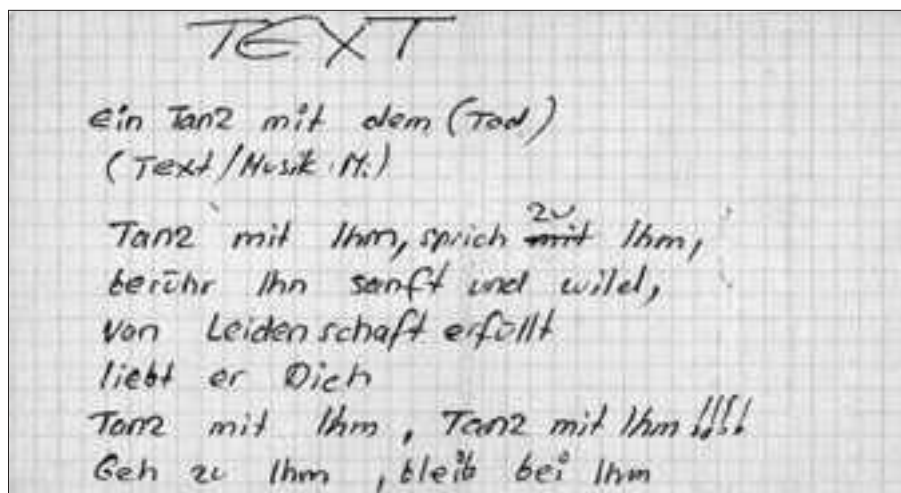 TEXT
Ein Tanz mit dem (Tod)
(Text/Musik: M.)
Tanz mit Ihm, sprich zu Ihm,
berühr Ihn sanft und wild,
von Leidenschaft erfüllt
liebt er Dich
Tanz mit Ihm, Tanz mit Ihm!!!!
Geh zu Ihm, bleib bei Ihm